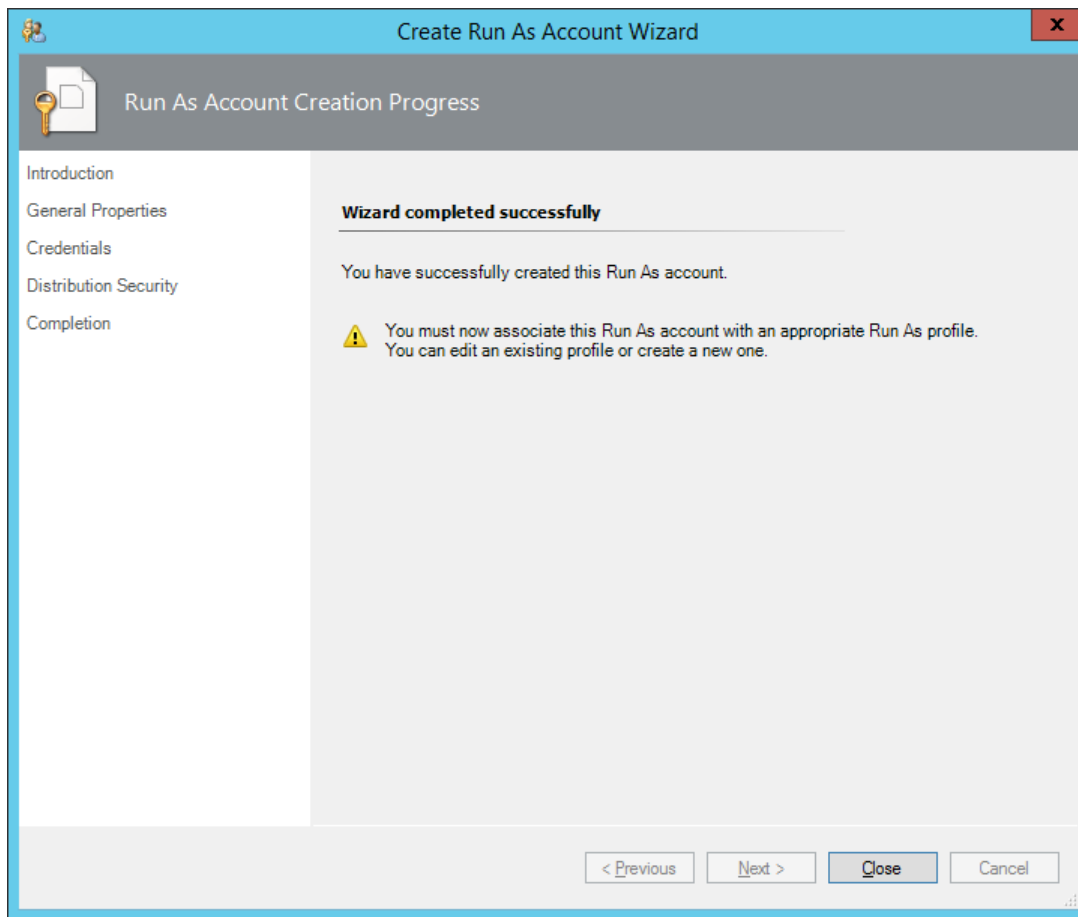 Create Run As Account Wizard
x
Run As Account Creation Progress
Introduction
General Properties
Credentials
Distribution Security
Completion
Wizard completed successfully
You have successfully created this Run As account.
You must now associate this Run As account with an appropriate Run As profile.
You can edit an existing profile or create a new one.
< Previous
Next >
Close
Cancel